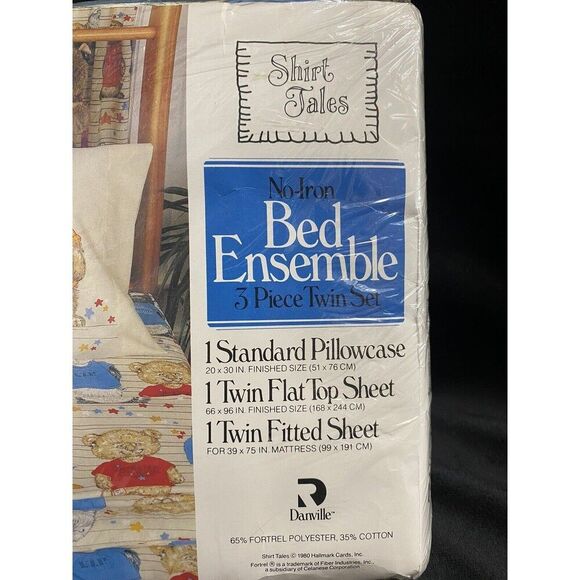 Shirt
Tales
No-Iron
Bed
Ensemble
3 Piece Twin Set
1 Standard Pillowcase
20 x 30 IN. FINISHED SIZE (51 x 76 CM)
1 Twin Flat Top Sheet
66 x 96 IN. FINISHED SIZE (168 x 244 CM)
1 Twin Fitted Sheet
FOR 39 x 75 IN. MATTRESS (99 x 191 CM)
Danville™
65% FORTREL POLYESTER, 35% COTTON
Shirt Tales © 1980 Hallmark Cards, Inc.
Fortrel ® is a trademark of Fiber Industries, Inc.,
a subsidiary of Celanese Corporation